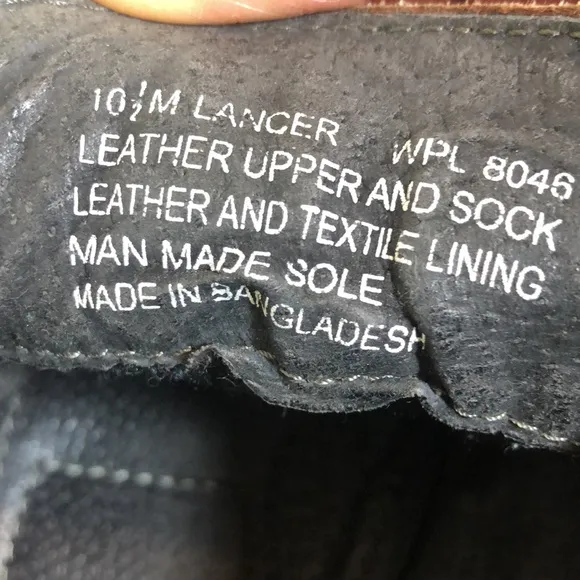 10½M LANCER WPL 8046
LEATHER UPPER AND SOCK
LEATHER AND TEXTILE LINING
MAN MADE SOLE
MADE IN BANGLADESH